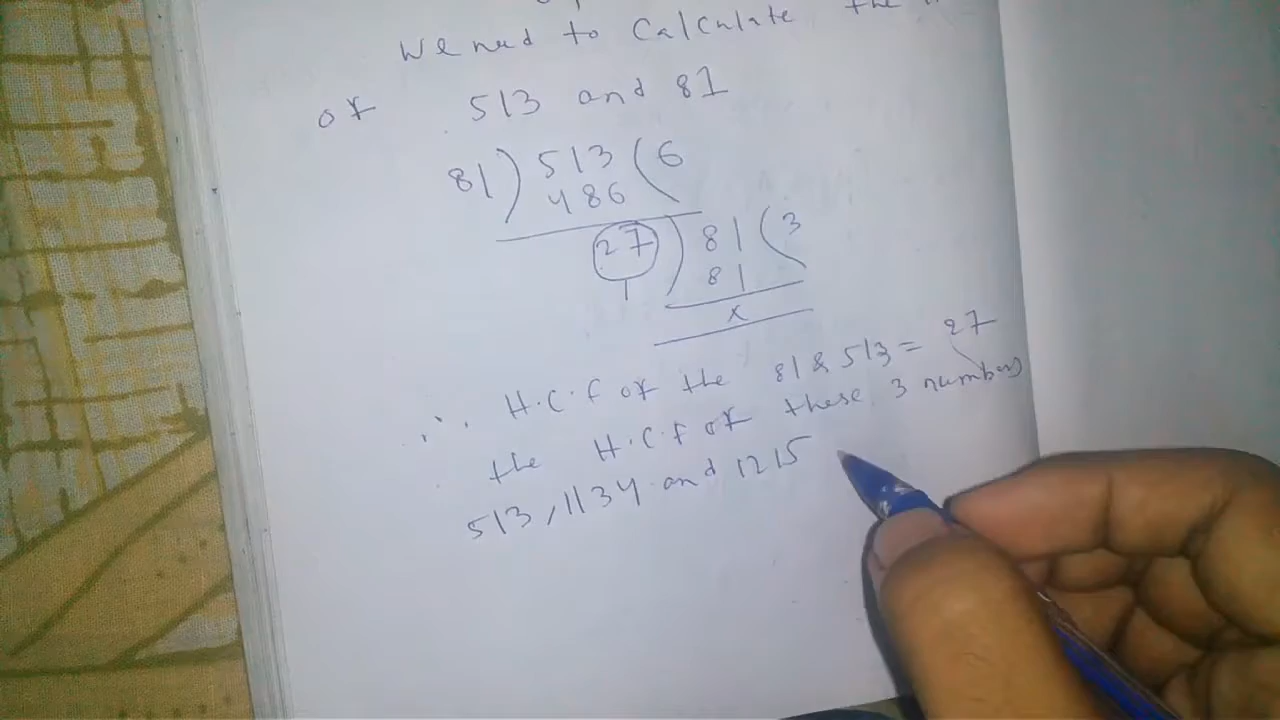 We need to Calculate the
of 513 and 81
81 ) 513 ( 6
486
27 ) 81 ( 3
81
x
∴ H.C.F of the 81 & 513 = 27
the H.C.F of these 3 numbers
513, 1134 and 1215